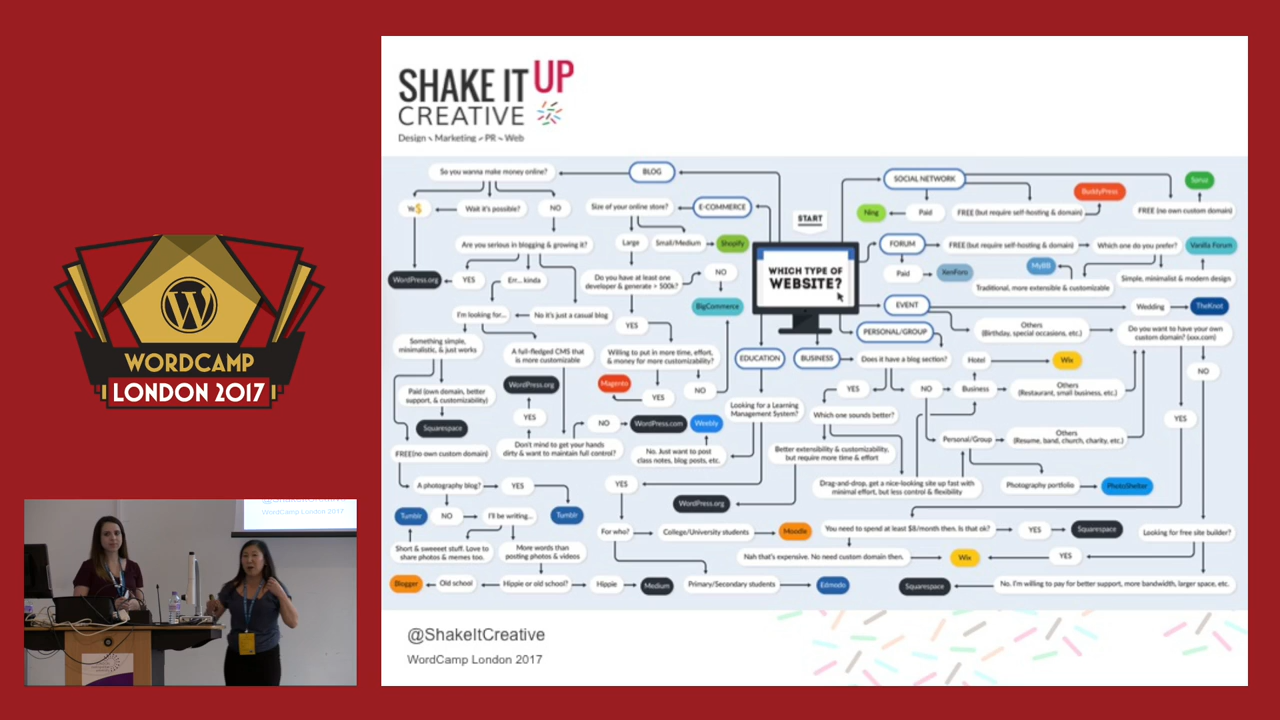 SHAKE IT UP
CREATIVE
Design ~ Marketing ~ PR ~ Web
So you wanna make money online?
BLOG
SOCIAL NETWORK
Spruz
BuddyPress
Ye$
Wait it's possible?
NO
Size of your online store?
E-COMMERCE
START
Ning
Paid
FREE (but require self-hosting & domain)
FREE (no own custom domain)
Are you serious in blogging & growing it?
Large
Small/Medium
Shopify
FORUM
FREE (but require self-hosting & domain)
Which one do you prefer?
Vanilla Forum
WordPress.org
YES
Err... kinda
Do you have at least one
developer & generate > 500k?
NO
WHICH TYPE OF
WEBSITE?
Paid
XenForo
MyBB
Simple, minimalist & modern design
Traditional, more extensible & customizable
BigCommerce
EVENT
Wedding
TheKnot
I'm looking for...
No it's just a casual blog
YES
PERSONAL/GROUP
Others
(Birthday, special occasions, etc.)
Do you want to have your own
custom domain? (xxx.com)
Something simple,
minimalistic, & just works
A full-fledged CMS that
is more customizable
Willing to put in more time, effort,
& money for more customizability?
EDUCATION
BUSINESS
Does it have a blog section?
Hotel
Wix
NO
WordPress.org
Magento
YES
NO
YES
NO
Business
Others
(Restaurant, small business, etc.)
Paid (own domain, better
support, & customizability)
Looking for a Learning
Management System?
Which one sounds better?
YES
Squarespace
YES
NO
WordPress.com
Weebly
Personal/Group
Others
(Resume, band, church, charity, etc.)
FREE(no own custom domain)
Don't mind to get your hands
dirty & want to maintain full control?
No. Just want to post
class notes, blog posts, etc.
Better extensibility & customizability,
but require more time & effort
A photography blog?
YES
YES
Drag-and-drop, get a nice-looking site up fast with
minimal effort, but less control & flexibility
Photography portfolio
PhotoShelter
WordPress.org
Tumblr
NO
I'll be writing...
Tumblr
For who?
College/University students
Moodle
You need to spend at least $8/month then. Is that ok?
YES
Squarespace
Looking for free site builder?
Short & sweeeet stuff. Love to
share photos & memes too.
More words than
posting photos & videos
Nah that's expensive. No need custom domain then.
Wix
YES
Blogger
Old school
Hippie or old school?
Hippie
Medium
Primary/Secondary students
Edmodo
Squarespace
No. I'm willing to pay for better support, more bandwidth, larger space, etc.
@ShakeItCreative
WordCamp London 2017
WORDCAMP
LONDON 2017
WordCamp London 2017